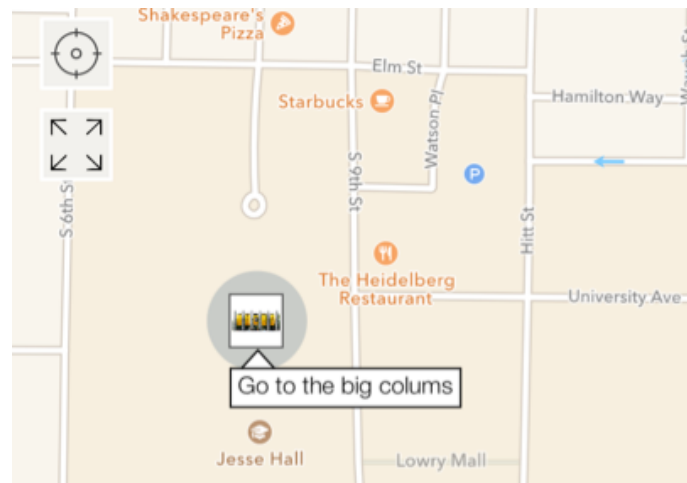 Shakespeare's
Pizza
Elm St
Starbucks
Hamilton Way
Watson Pl
S 9th St
S 6th St
P
Hitt St
The Heidelberg
Restaurant
University Ave
Go to the big colums
Jesse Hall
Lowry Mall